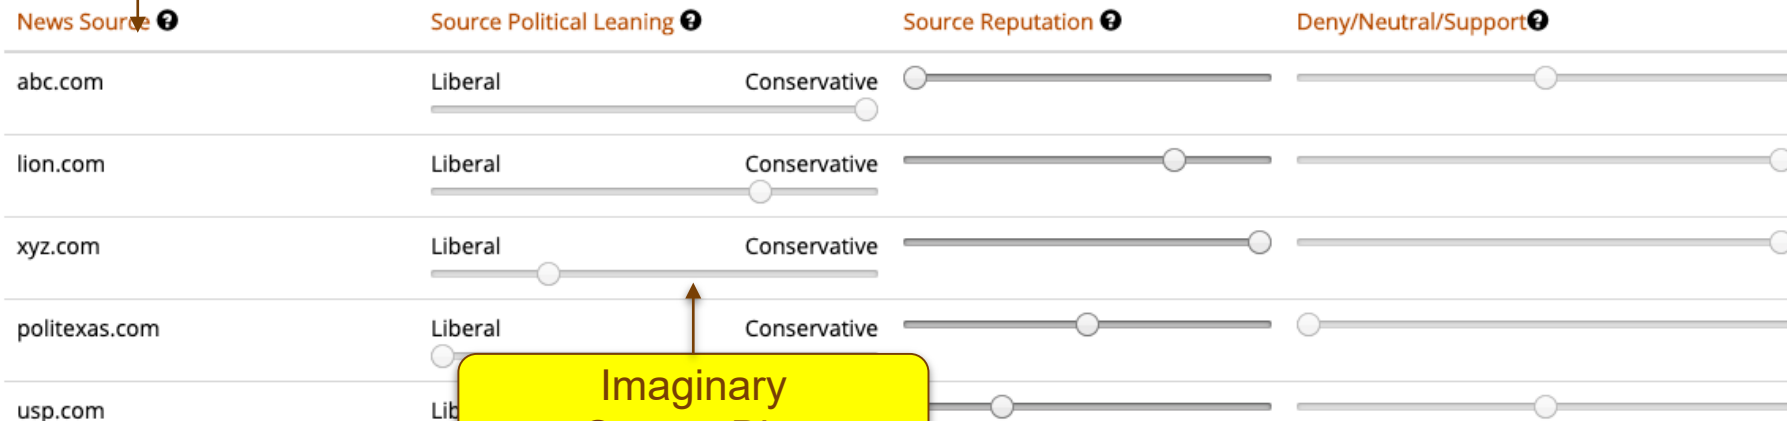 News Source Source Political Leaning Source Reputation Deny/Neutral/Support
abc.com Liberal Conservative
lion.com Liberal Conservative
xyz.com Liberal Conservative
politexas.com Liberal Conservative
Imaginary
usp.com